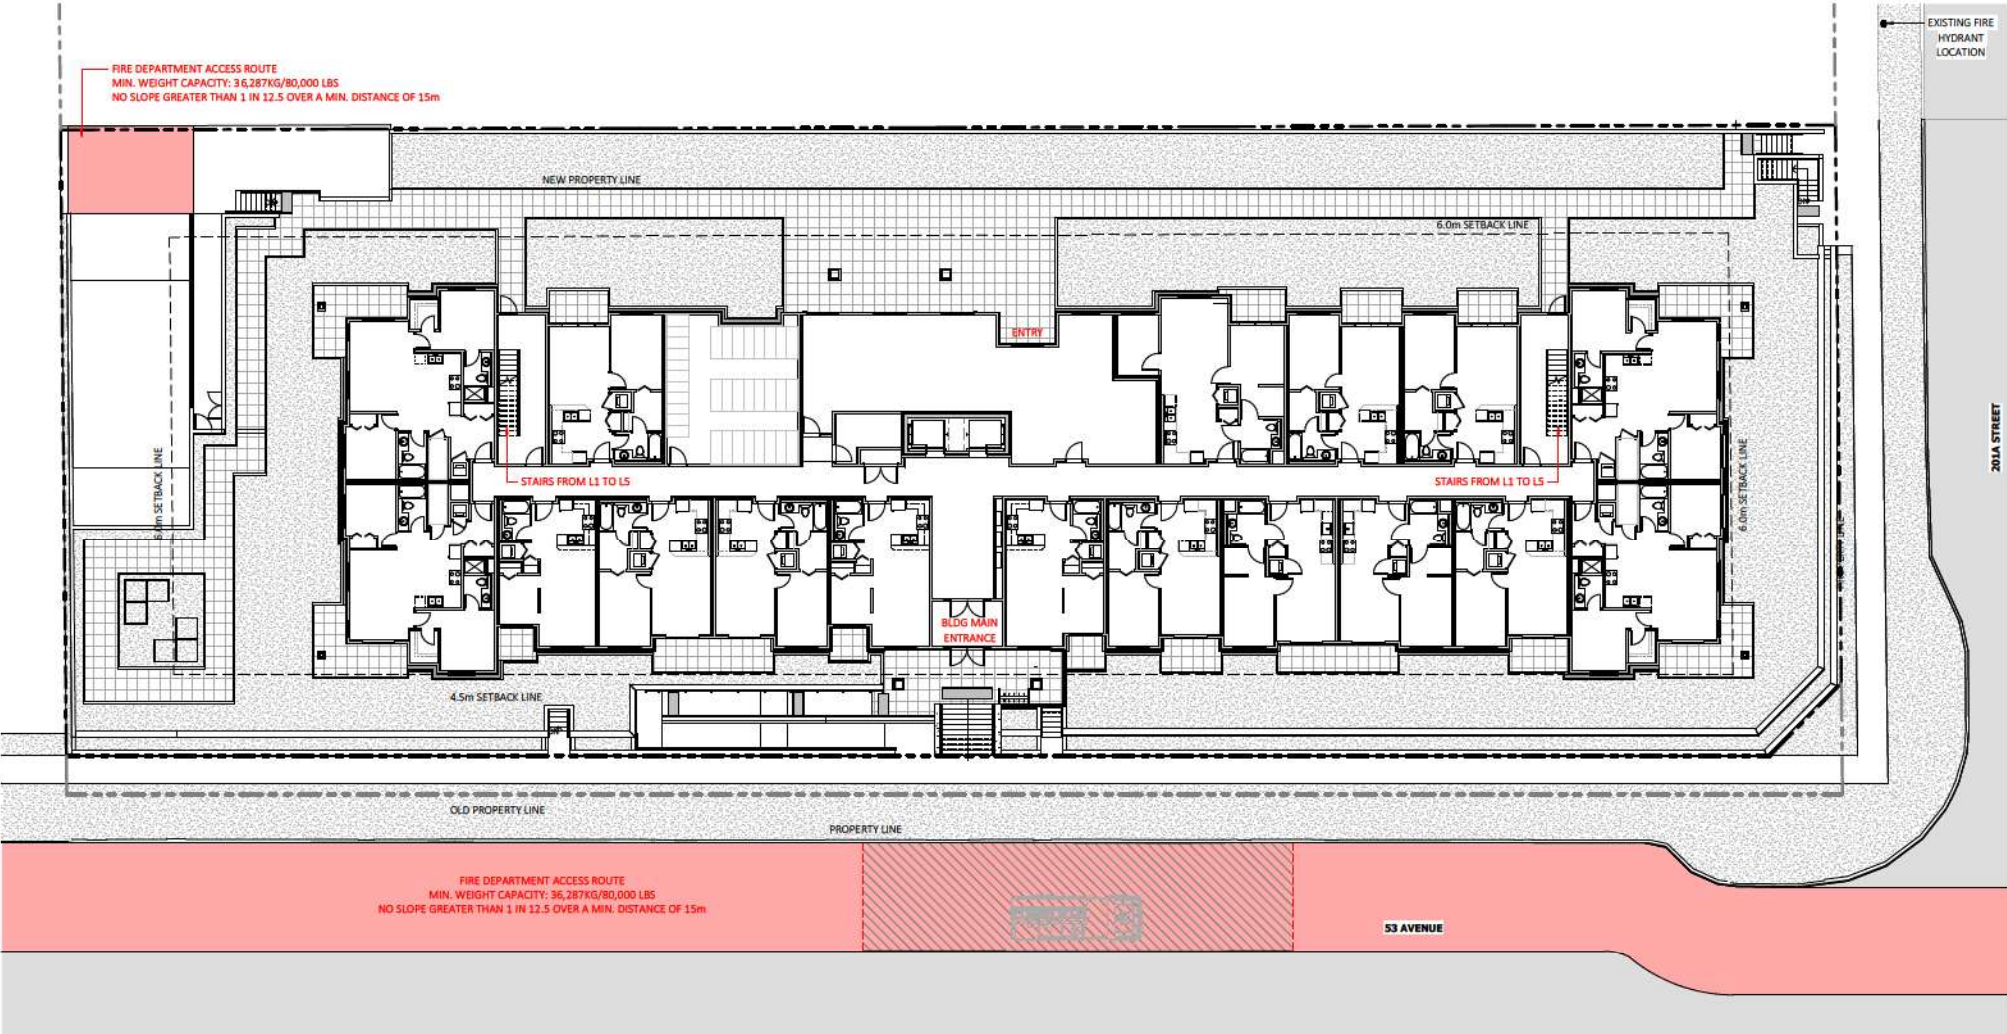 EXISTING FIRE
HYDRANT
LOCATION
FIRE DEPARTMENT ACCESS ROUTE
MIN. WEIGHT CAPACITY: 36,287KG/80,000 LBS
NO SLOPE GREATER THAN 1 IN 12.5 OVER A MIN. DISTANCE OF 15m
NEW PROPERTY LINE
6.0m SETBACK LINE
ENTRY
201A STREET
6.0m SETBACK LINE
SETBACK LINE
STAIRS FROM L1 TO L5
STAIRS FROM L1 TO L5
BLDG MAIN
ENTRANCE
4.5m SETBACK LINE
OLD PROPERTY LINE
PROPERTY LINE
FIRE DEPARTMENT ACCESS ROUTE
MIN. WEIGHT CAPACITY: 36,287KG/80,000 LBS
NO SLOPE GREATER THAN 1 IN 12.5 OVER A MIN. DISTANCE OF 15m
53 AVENUE